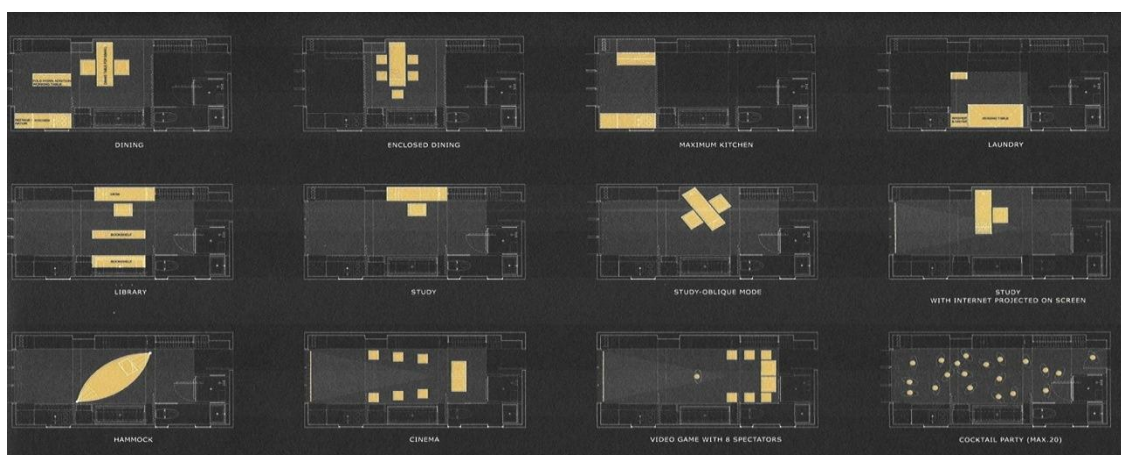 DINING
ENCLOSED DINING
MAXIMUM KITCHEN
LAUNDRY
LIBRARY
STUDY
STUDY-OBLIQUE MODE
STUDY
WITH INTERNET PROJECTED ON SCREEN
HAMMOCK
CINEMA
VIDEO GAME WITH 8 SPECTATORS
COCKTAIL PARTY (MAX.20)